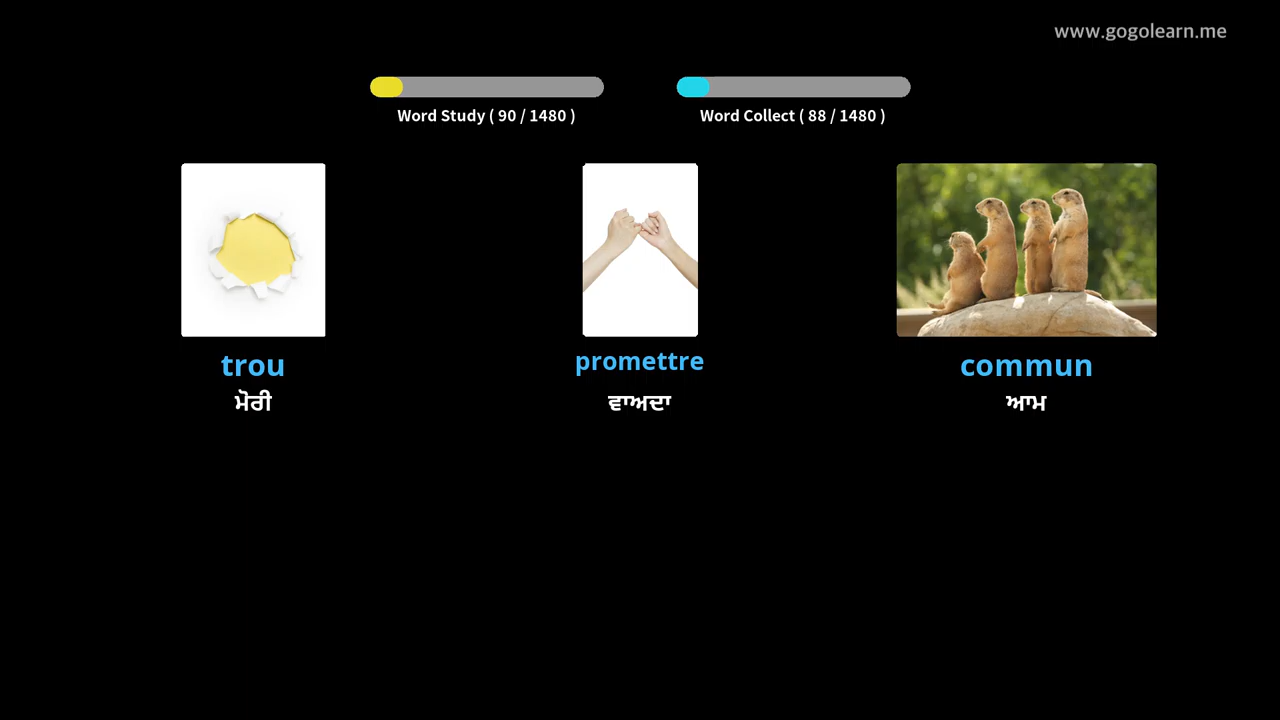 www.gogolearn.me
Word Study ( 90 / 1480 )
Word Collect ( 88 / 1480 )
trou
promettre
commun
ਮੋਰੀ
ਵਾਅਦਾ
ਆਮ